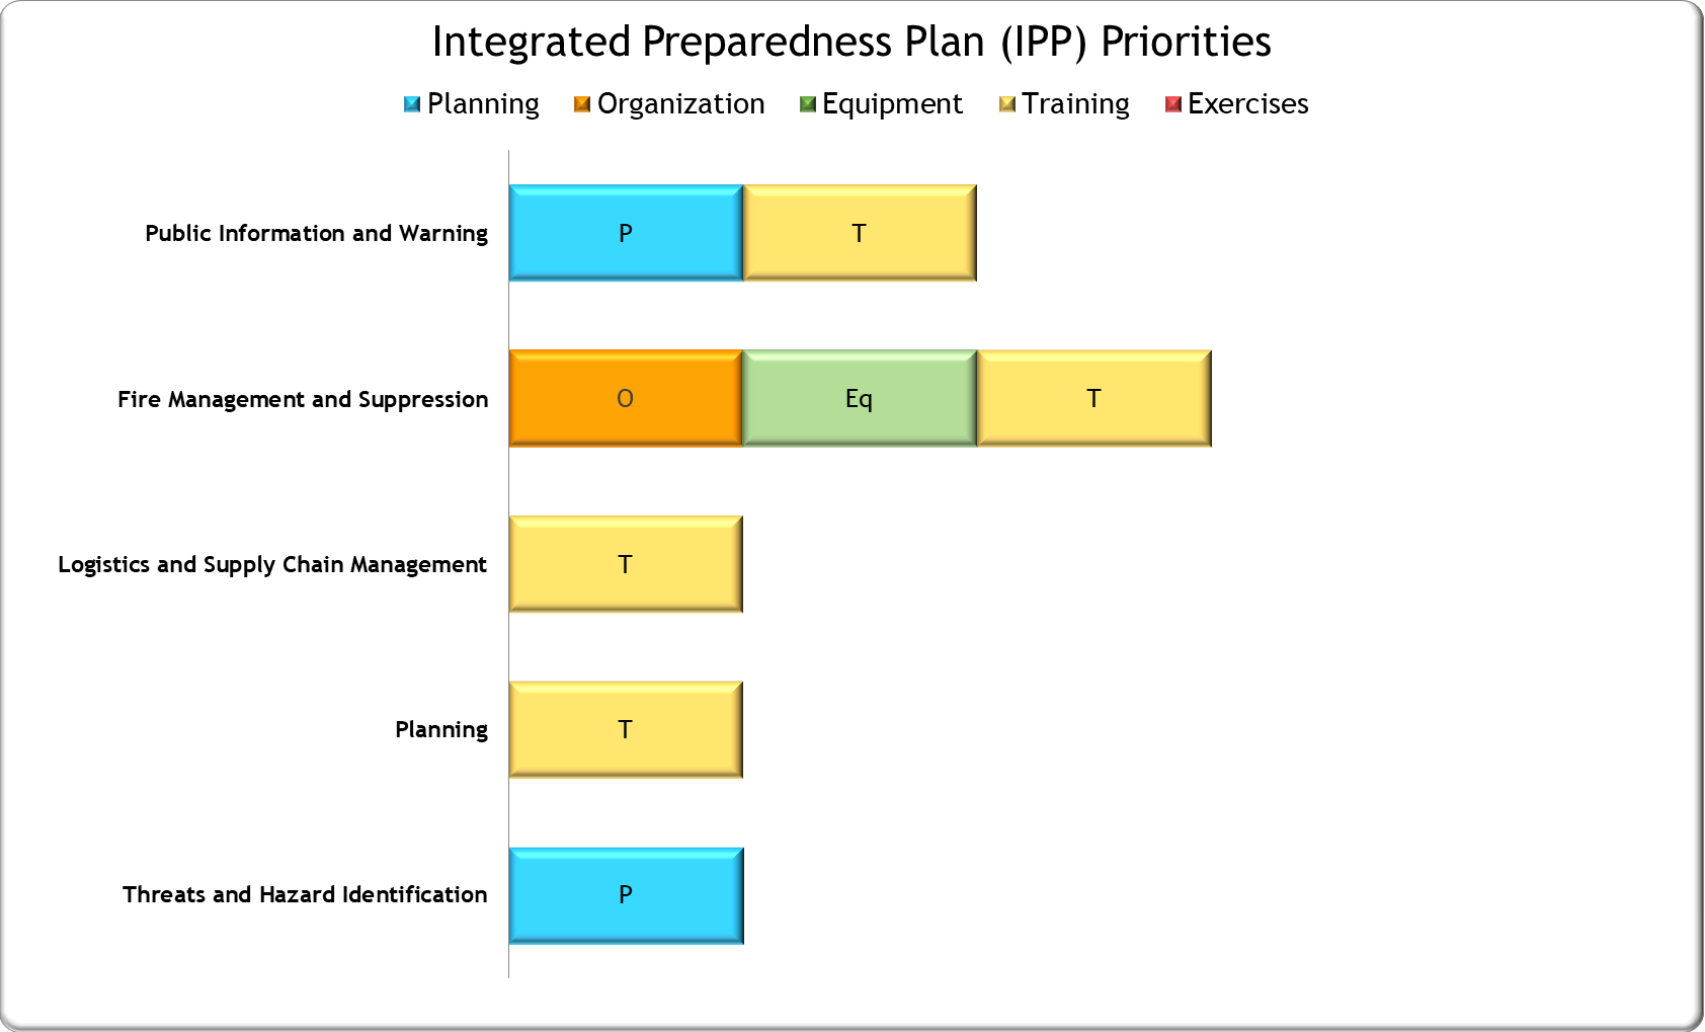 Integrated Preparedness Plan (IPP) Priorities
Planning Organization Equipment Training Exercises
Public Information and Warning P T
Fire Management and Suppression O Eq T
Logistics and Supply Chain Management T
Planning T
Threats and Hazard Identification P